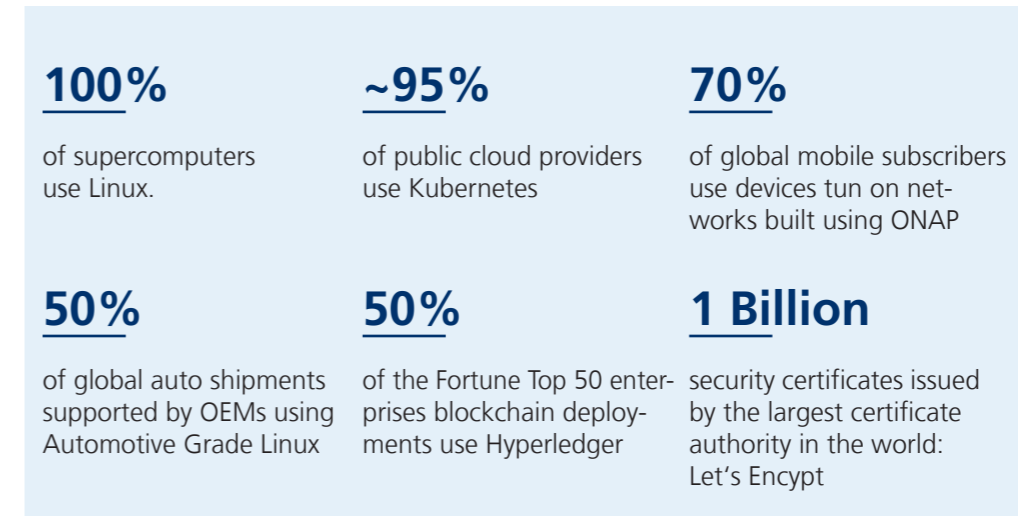 100%
of supercomputers
use Linux.
~95%
of public cloud providers
use Kubernetes
70%
of global mobile subscribers
use devices tun on net-
works built using ONAP
50%
of global auto shipments
supported by OEMs using
Automotive Grade Linux
50%
of the Fortune Top 50 enter-
prises blockchain deploy-
ments use Hyperledger
1 Billion
security certificates issued
by the largest certificate
authority in the world:
Let‘s Encypt